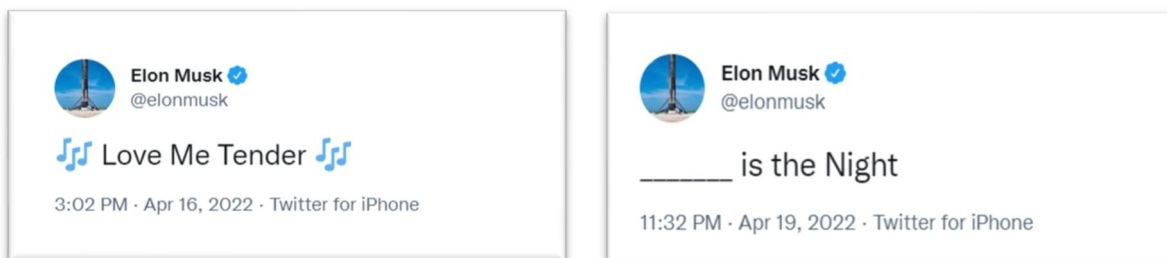 Elon Musk
@elonmusk
🎶 Love Me Tender 🎶
3:02 PM · Apr 16, 2022 · Twitter for iPhone
Elon Musk
@elonmusk
_______ is the Night
11:32 PM · Apr 19, 2022 · Twitter for iPhone